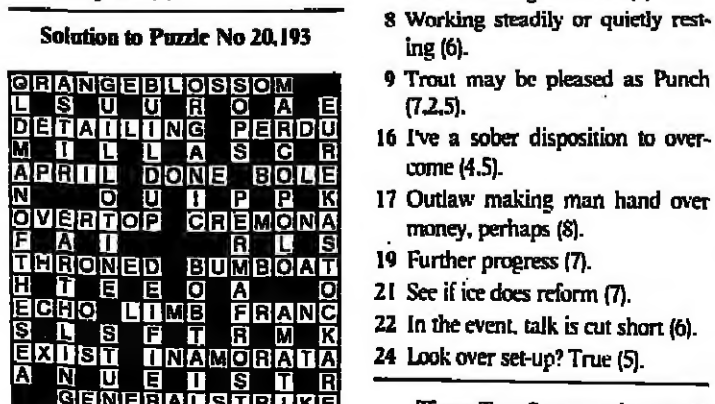 Solution to Puzzle No 20,193
ORANGEBLOSSOM
L S U U R O A E
DETAILING PERDU
M I L L A S C R
APRIL DONE BOLE
N O U I P P K
OVERTOP CREMONA
F A I R L S
THRONED BUMBOAT
H T E E O A O
ECHO LIMB FRANC
S L S F T R M K
EXIST INAMORATA
A N U E I S T R
GENERALSTRIKE
8 Working steadily or quietly rest-
ing (6).
9 Trout may be pleased as Punch
(7,2,5).
16 I've a sober disposition to over-
come (4,5).
17 Outlaw making man hand over
money, perhaps (8).
19 Further progress (7).
21 See if ice does reform (7).
22 In the event, talk is cut short (6).
24 Look over set-up? True (5).